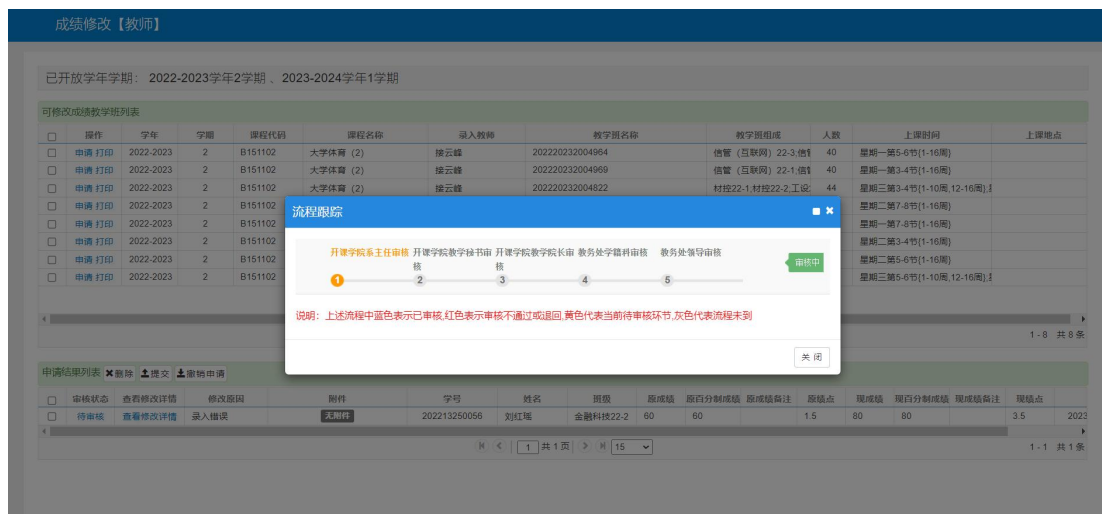 成绩修改【教师】
已开放学年学期： 2022-2023学年2学期 、2023-2024学年1学期
可修改成绩教学班列表
操作 学年 学期 课程代码 课程名称 录入教师 教学班名称 教学班组成 人数 上课时间 上课地点
申请 打印 2022-2023 2 B151102 大学体育（2） 接云峰 202220232004964 信管（互联网）22-3;信管 40 星期一第5-6节{1-16周}
申请 打印 2022-2023 2 B151102 大学体育（2） 接云峰 202220232004969 信管（互联网）22-1;信管 40 星期一第3-4节{1-16周}
申请 打印 2022-2023 2 B151102 大学体育（2） 接云峰 202220232004822 材控22-1;材控22-2;工设 44 星期三第3-4节{1-10周,12-16周};
申请 打印 2022-2023 2 B151102 星期二第7-8节{1-16周}
申请 打印 2022-2023 2 B151102 星期一第7-8节{1-16周}
申请 打印 2022-2023 2 B151102 星期二第3-4节{1-16周}
申请 打印 2022-2023 2 B151102 星期二第5-6节{1-16周}
申请 打印 2022-2023 2 B151102 星期三第5-6节{1-10周,12-16周};
1 - 8 共 8 条
流程跟踪
开课学院系主任审核 开课学院教学秘书审核 开课学院教学院长审核 教务处学籍科审核 教务处领导审核
审核中
1 2 3 4 5
说明：上述流程中蓝色表示已审核,红色表示审核不通过或退回,黄色代表当前待审核环节,灰色代表流程未到
关 闭
申请结果列表 删除 提交 撤销申请
审核状态 查看修改详情 修改原因 附件 学号 姓名 班级 原成绩 原百分制成绩 原成绩备注 原绩点 现成绩 现百分制成绩 现成绩备注 现绩点
待审核 查看修改详情 录入错误 无附件 202213250056 刘红瑶 金融科技22-2 60 60 1.5 80 80 3.5 2023
1 共 1 页 15
1 - 1 共 1 条